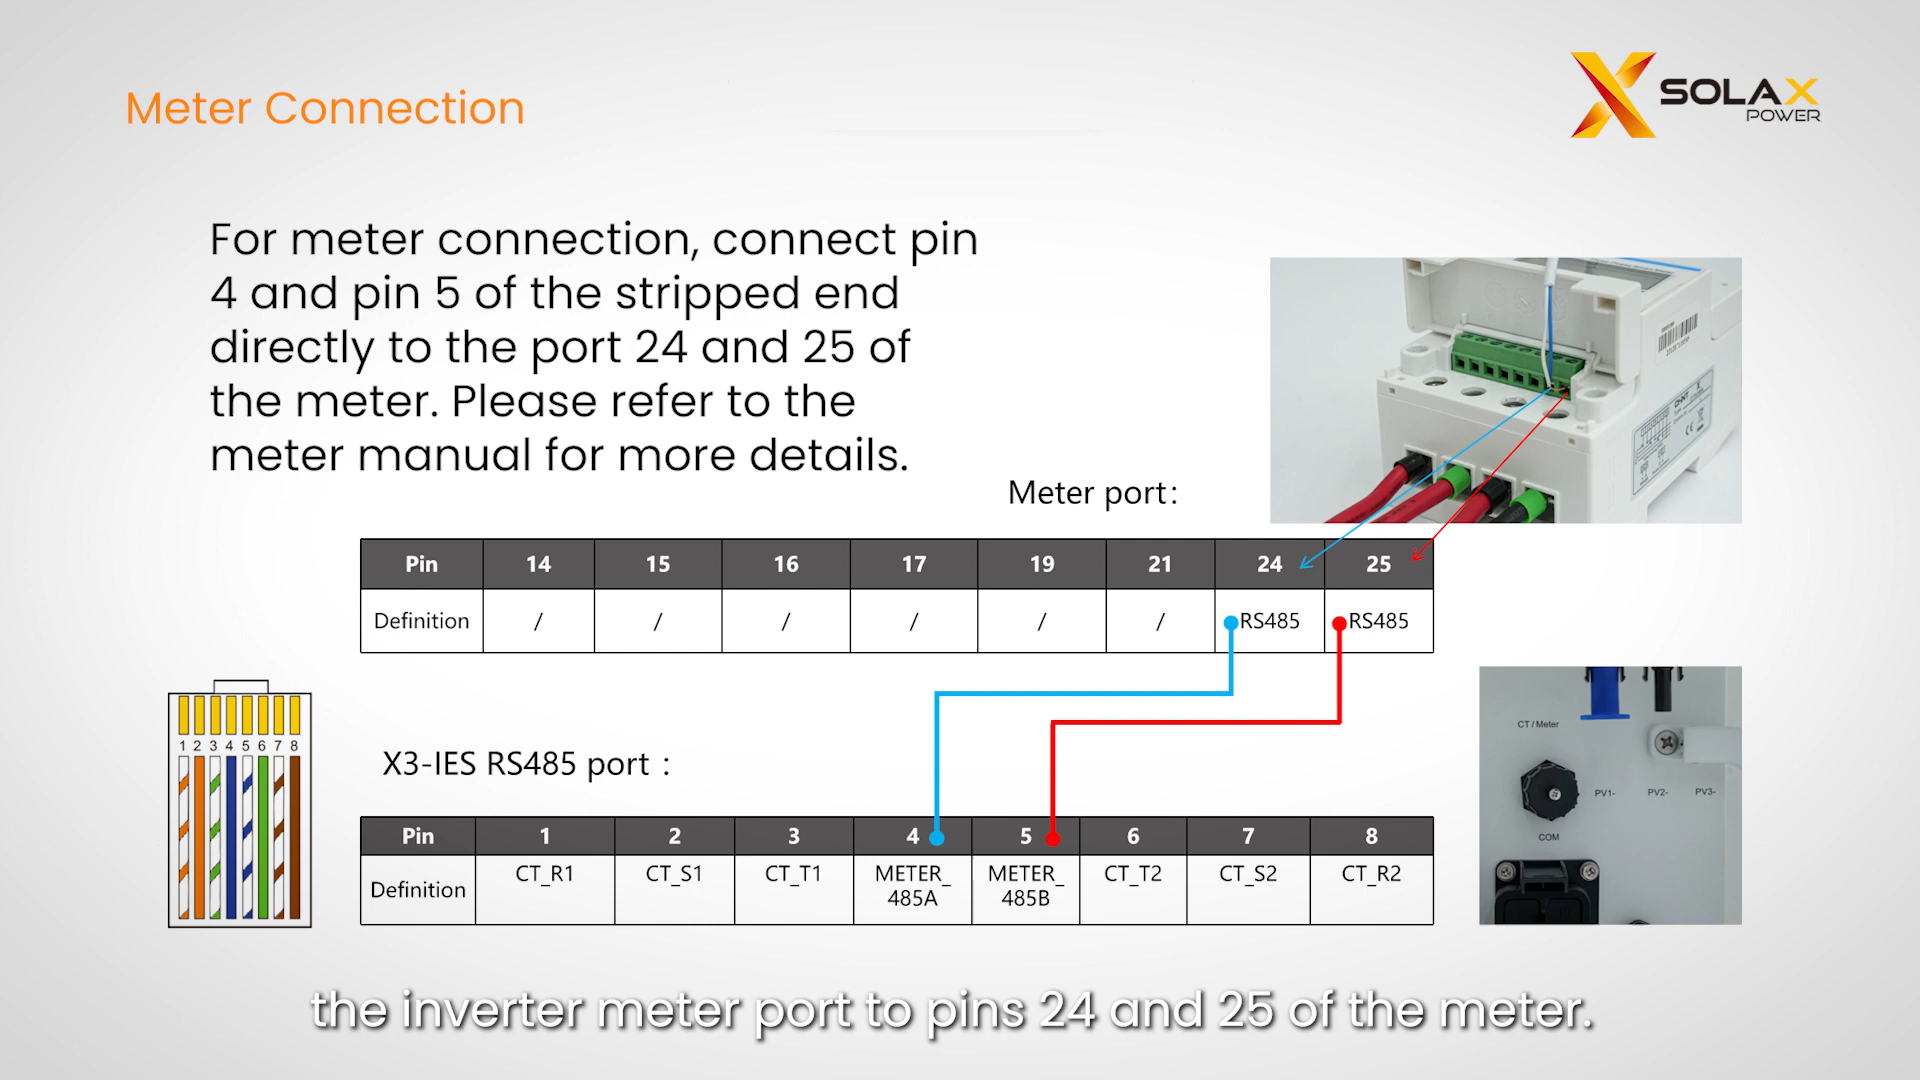 Meter Connection
SOLAX
POWER
For meter connection, connect pin
4 and pin 5 of the stripped end
directly to the port 24 and 25 of
the meter. Please refer to the
meter manual for more details.
Meter port:
Pin 14 15 16 17 19 21 24 25
Definition / / / / / / RS485 RS485
1 2 3 4 5 6 7 8
X3-IES RS485 port :
Pin 1 2 3 4 5 6 7 8
Definition CT_R1 CT_S1 CT_T1 METER_ METER_ CT_T2 CT_S2 CT_R2
485A 485B
CT / Meter
PV1- PV2- PV3-
COM
the inverter meter port to pins 24 and 25 of the meter.